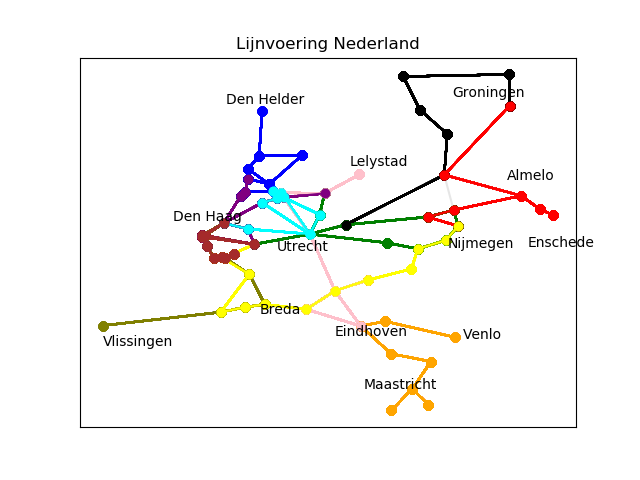 Lijnvoering Nederland
Groningen
Den Helder
Lelystad
Almelo
Den Haag
Utrecht
Nijmegen
Enschede
Breda
Eindhoven
Venlo
Vlissingen
Maastricht